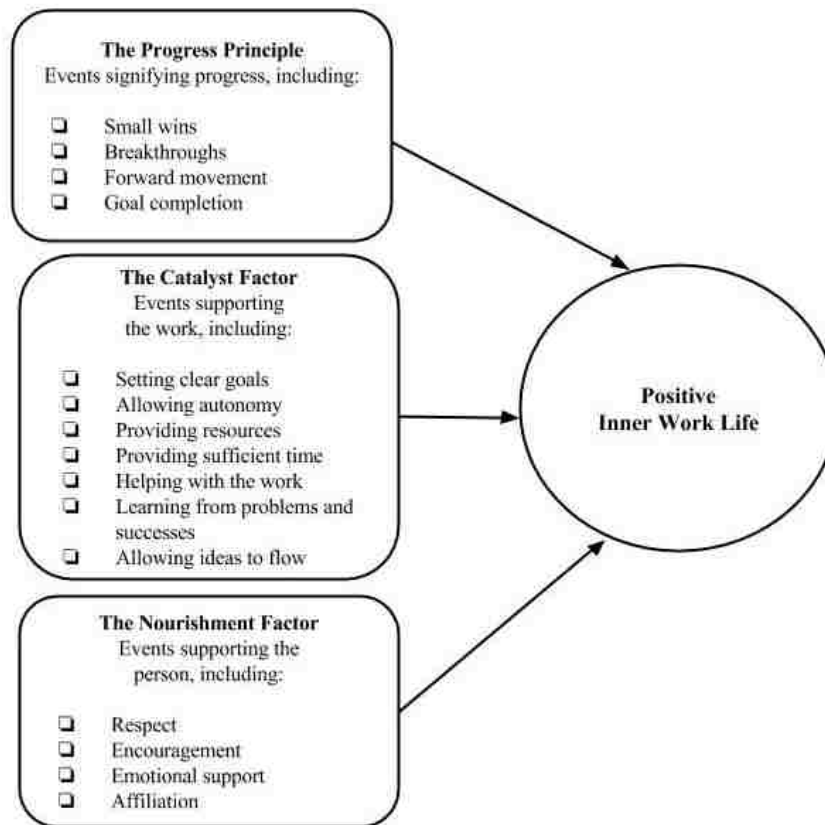 The Progress Principle
Events signifying progress, including:
❑ Small wins
❑ Breakthroughs
❑ Forward movement
❑ Goal completion
The Catalyst Factor
Events supporting
the work, including:
❑ Setting clear goals
❑ Allowing autonomy
❑ Providing resources
❑ Providing sufficient time
❑ Helping with the work
❑ Learning from problems and
successes
❑ Allowing ideas to flow
The Nourishment Factor
Events supporting the
person, including:
❑ Respect
❑ Encouragement
❑ Emotional support
❑ Affiliation
Positive
Inner Work Life